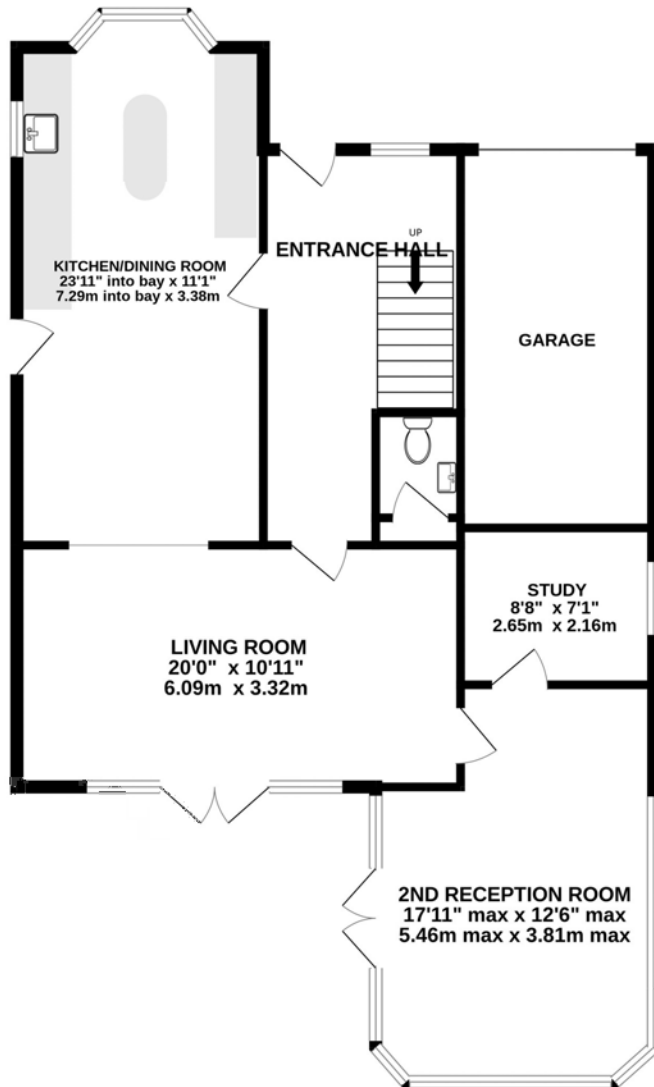 UP
ENTRANCE HALL
KITCHEN/DINING ROOM
23'11" into bay x 11'1"
7.29m into bay x 3.38m
GARAGE
STUDY
8'8" x 7'1"
2.65m x 2.16m
LIVING ROOM
20'0" x 10'11"
6.09m x 3.32m
2ND RECEPTION ROOM
17'11" max x 12'6" max
5.46m max x 3.81m max